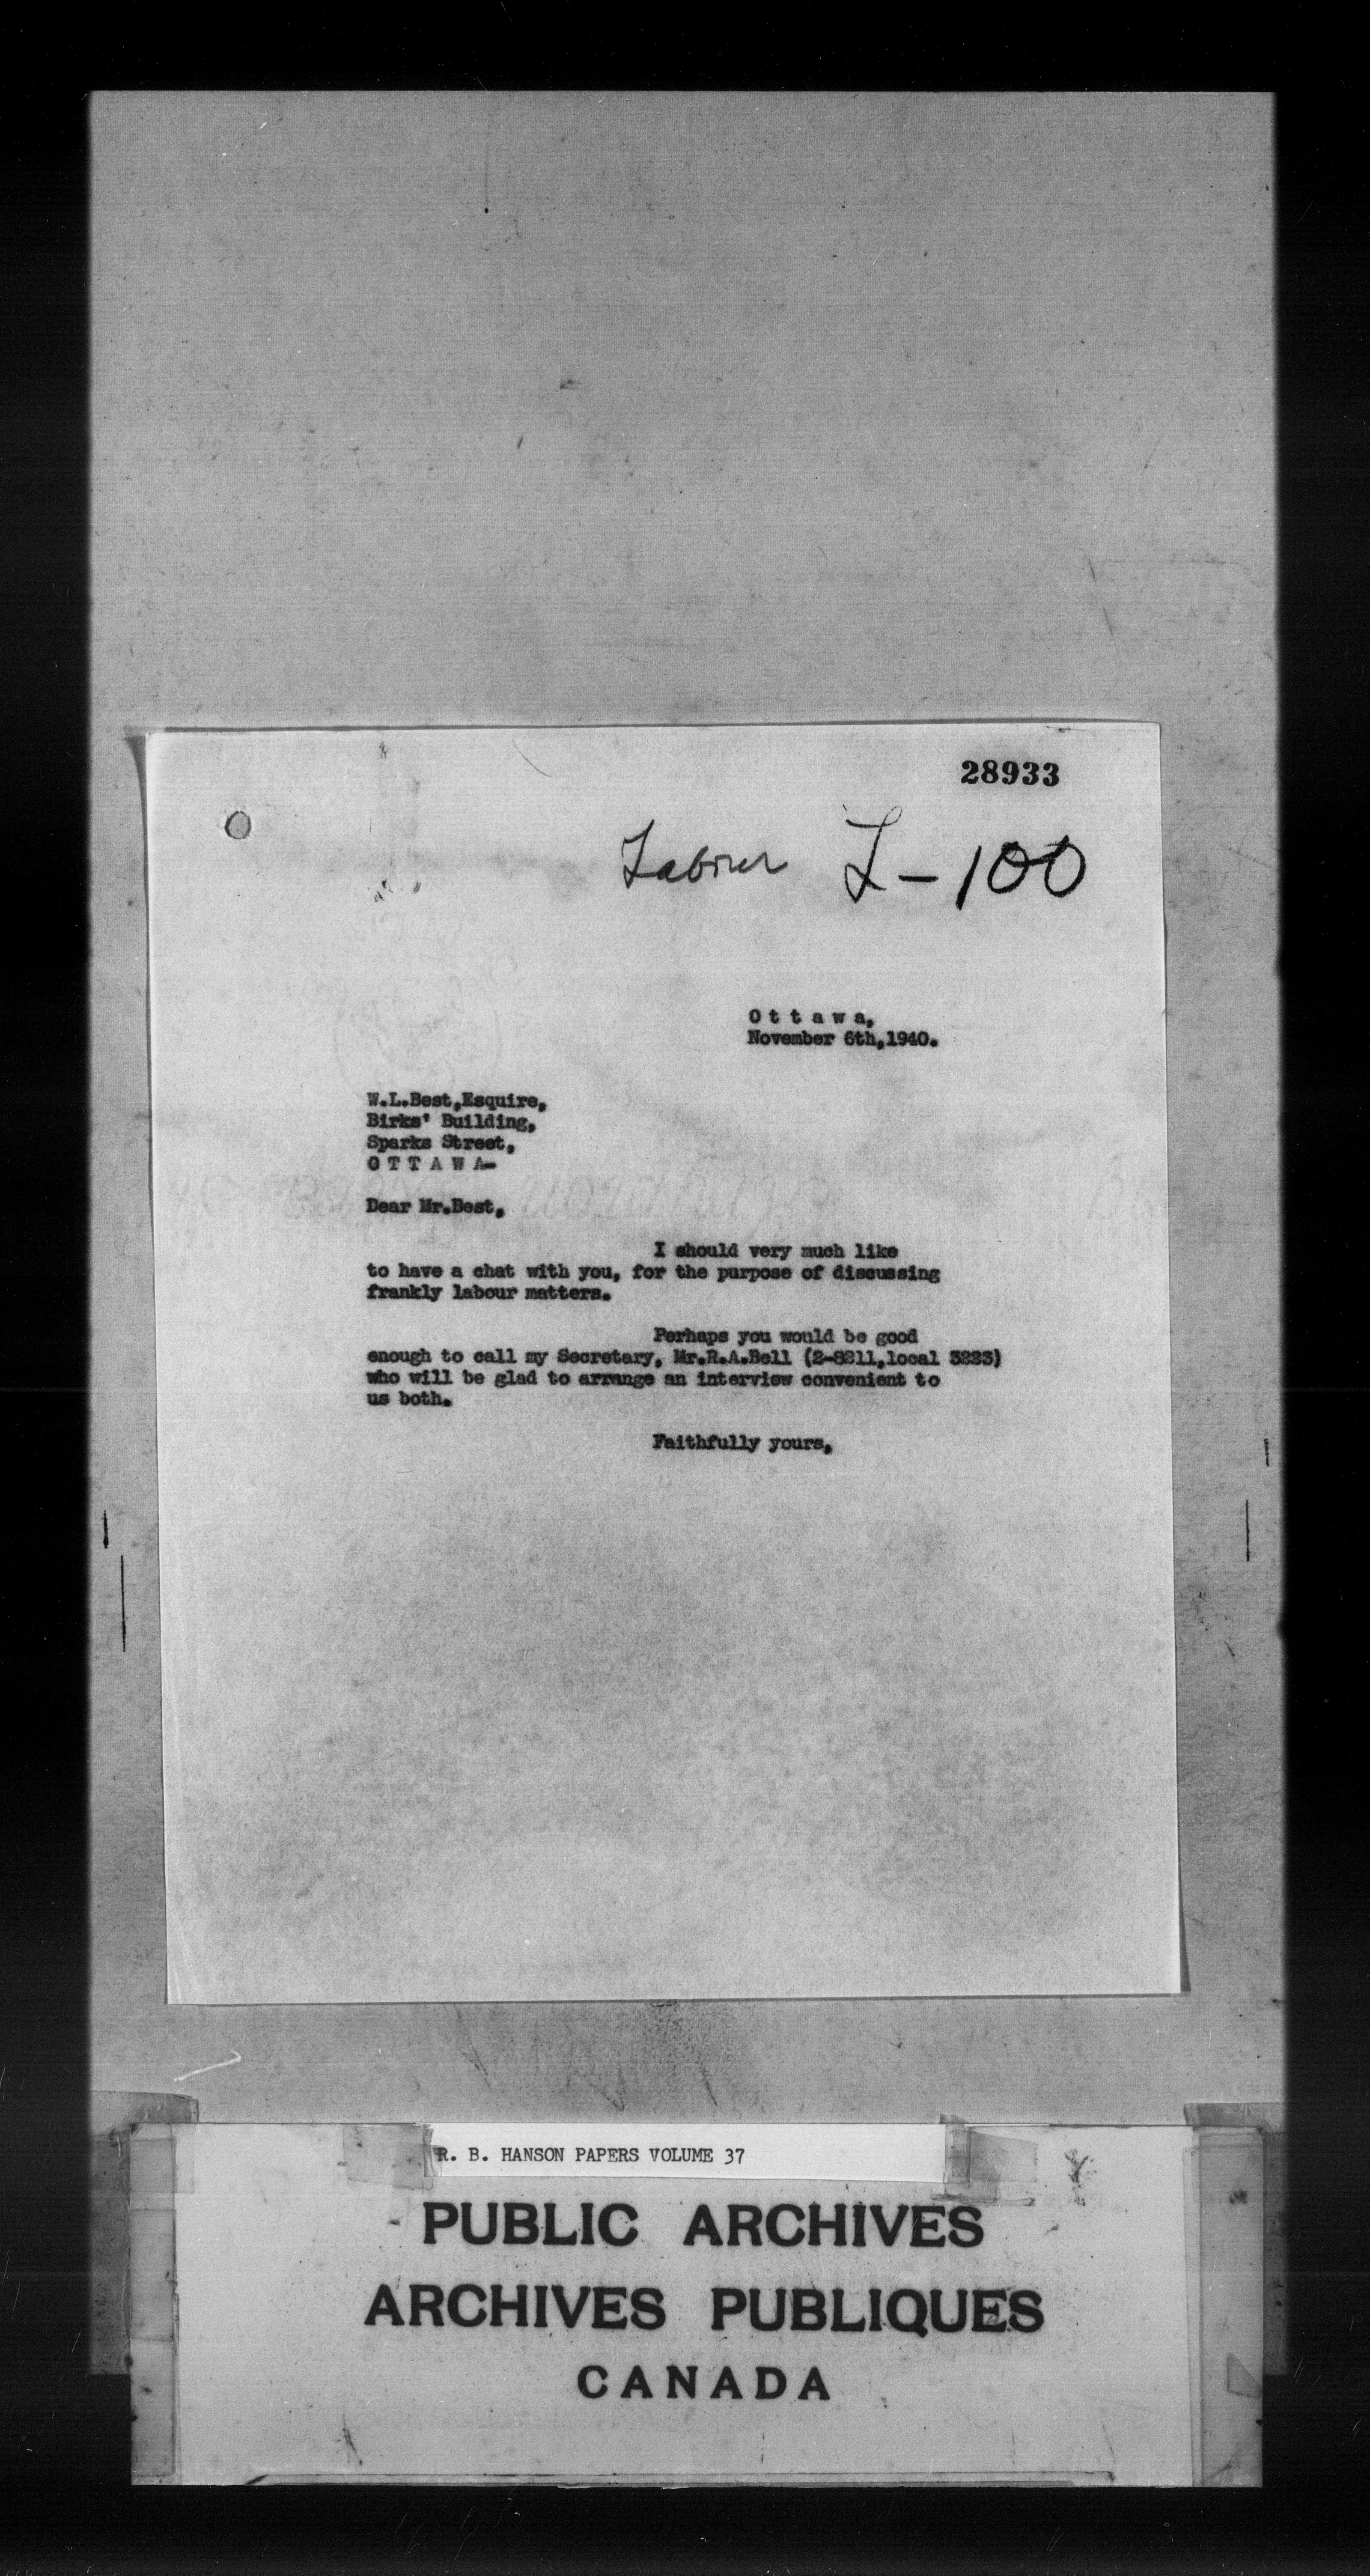 28933
Labour L-100
Ottawa,
November 6th,1940.
W.L.Best,Esquire,
Birks' Building,
Sparks Street,
OTTAWA-
Dear Mr.Best,
I should very much like
to have a chat with you, for the purpose of discussing
frankly labour matters.
Perhaps you would be good
enough to call my Secretary, Mr.R.A.Bell (2-8211,local 3223)
who will be glad to arrange an interview convenient to
us both.
Faithfully yours,
R. B. HANSON PAPERS VOLUME 37
PUBLIC ARCHIVES
ARCHIVES PUBLIQUES
CANADA